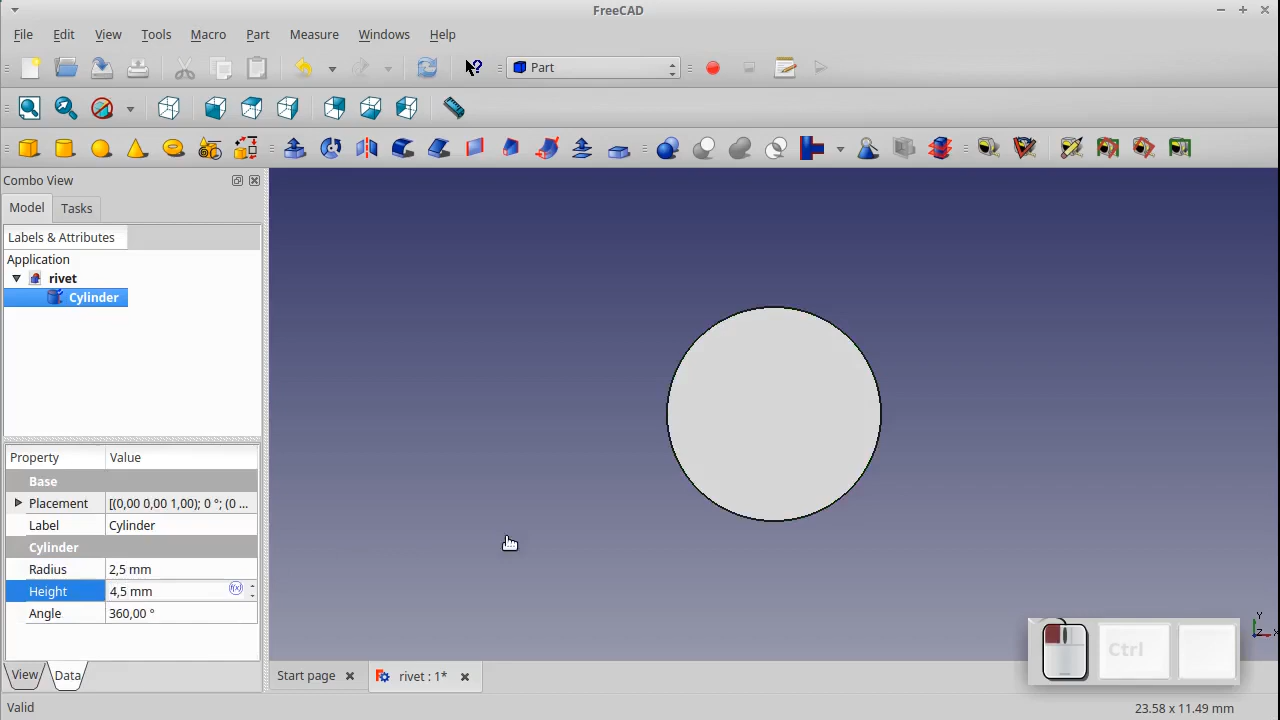 FreeCAD
File Edit View Tools Macro Part Measure Windows Help
Part
Combo View
Model Tasks
Labels & Attributes
Application
rivet
Cylinder
Property Value
Base
Placement [(0,00 0,00 1,00); 0 °; (0 ...
Label Cylinder
Cylinder
Radius 2,5 mm
Height 4,5 mm f(x)
Angle 360,00 °
Y
Z X
Ctrl
View Data
Start page rivet : 1*
Valid 23.58 x 11.49 mm